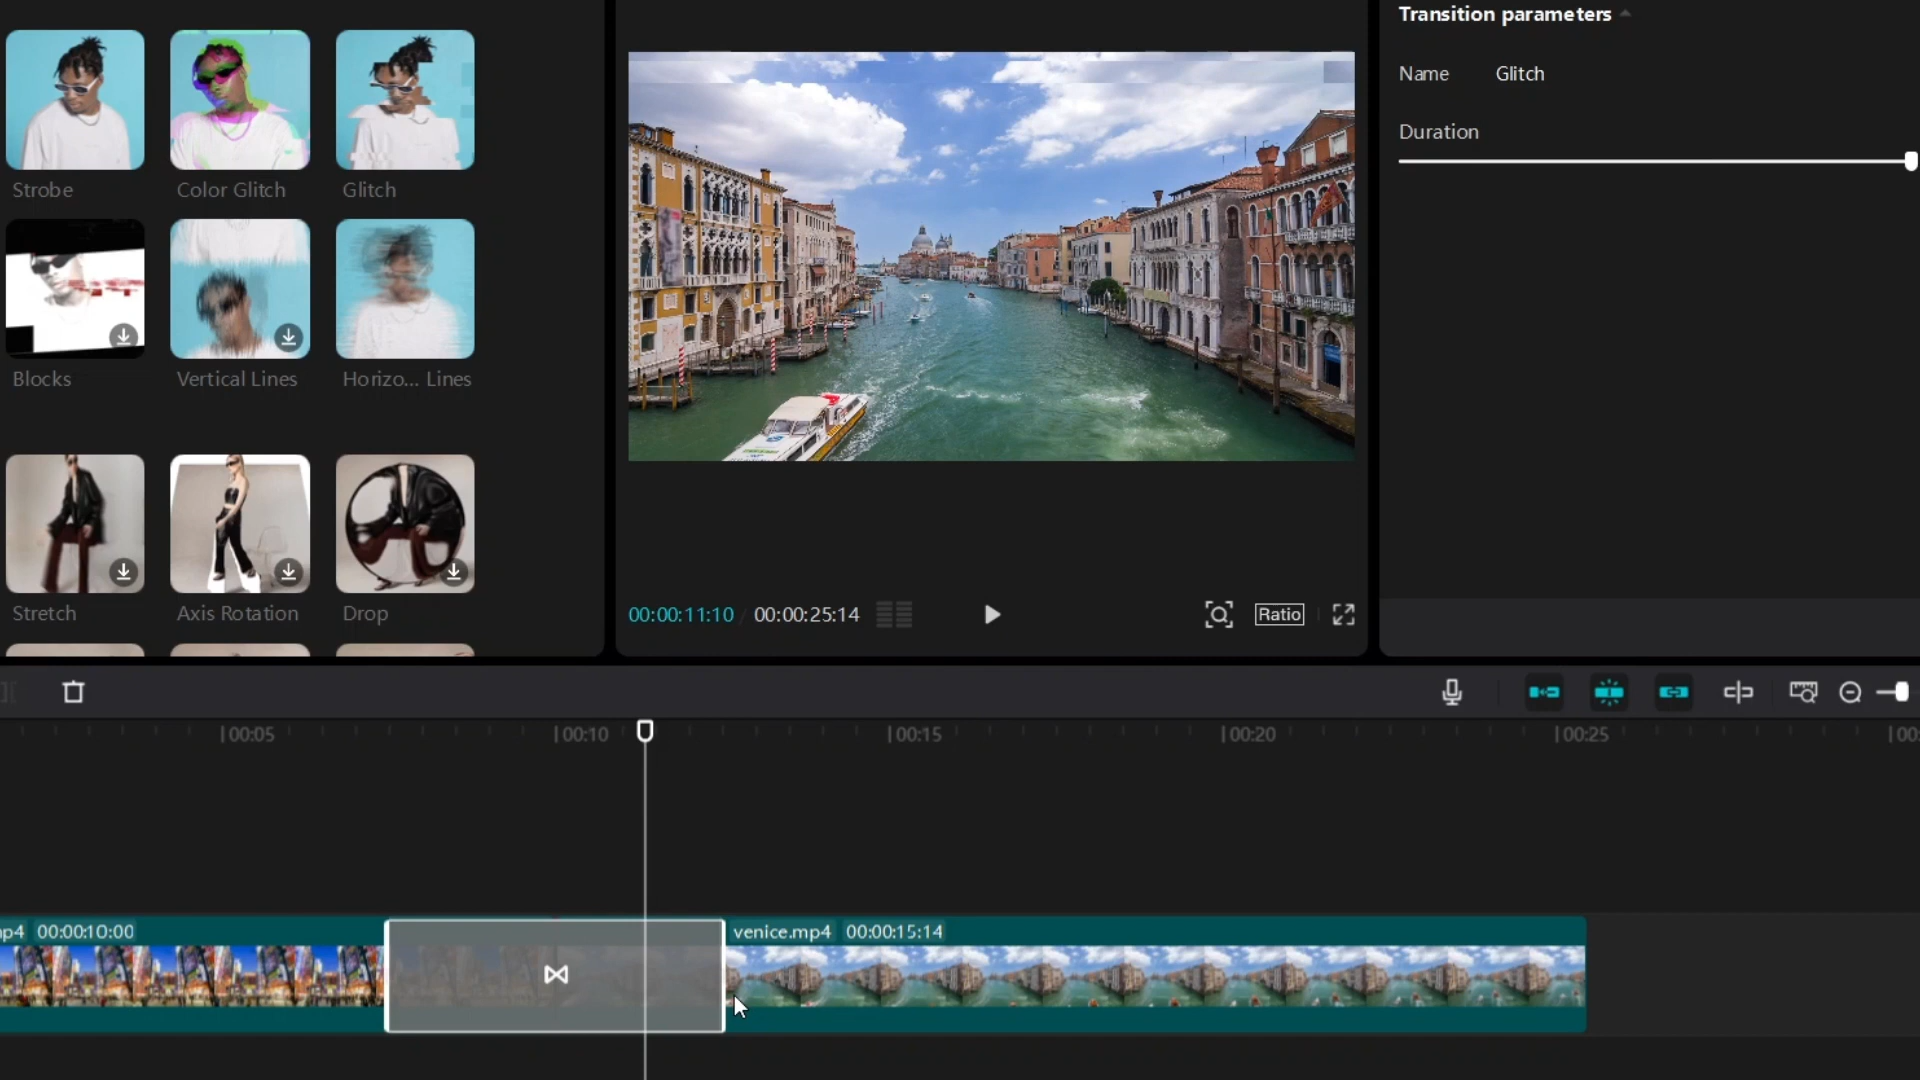 Transition parameters
Name Glitch
Duration
Strobe Color Glitch Glitch
Blocks Vertical Lines Horizo... Lines
Stretch Axis Rotation Drop
00:00:11:10 / 00:00:25:14
Ratio
00:05 00:10 00:15 00:20 00:25 00:
np4 00:00:10:00
venice.mp4 00:00:15:14